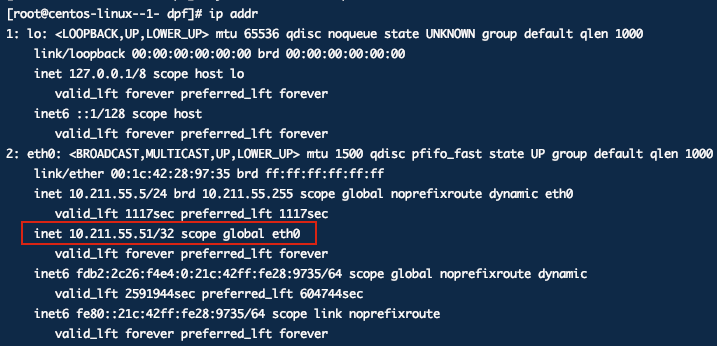 [root@centos-linux--1- dpf]# ip addr
1: lo: <LOOPBACK,UP,LOWER_UP> mtu 65536 qdisc noqueue state UNKNOWN group default qlen 1000
link/loopback 00:00:00:00:00:00 brd 00:00:00:00:00:00
inet 127.0.0.1/8 scope host lo
valid_lft forever preferred_lft forever
inet6 ::1/128 scope host
valid_lft forever preferred_lft forever
2: eth0: <BROADCAST,MULTICAST,UP,LOWER_UP> mtu 1500 qdisc pfifo_fast state UP group default qlen 1000
link/ether 00:1c:42:28:97:35 brd ff:ff:ff:ff:ff:ff
inet 10.211.55.5/24 brd 10.211.55.255 scope global noprefixroute dynamic eth0
valid_lft 1117sec preferred_lft 1117sec
inet 10.211.55.51/32 scope global eth0
valid_lft forever preferred_lft forever
inet6 fdb2:2c26:f4e4:0:21c:42ff:fe28:9735/64 scope global noprefixroute dynamic
valid_lft 2591944sec preferred_lft 604744sec
inet6 fe80::21c:42ff:fe28:9735/64 scope link noprefixroute
valid_lft forever preferred_lft forever